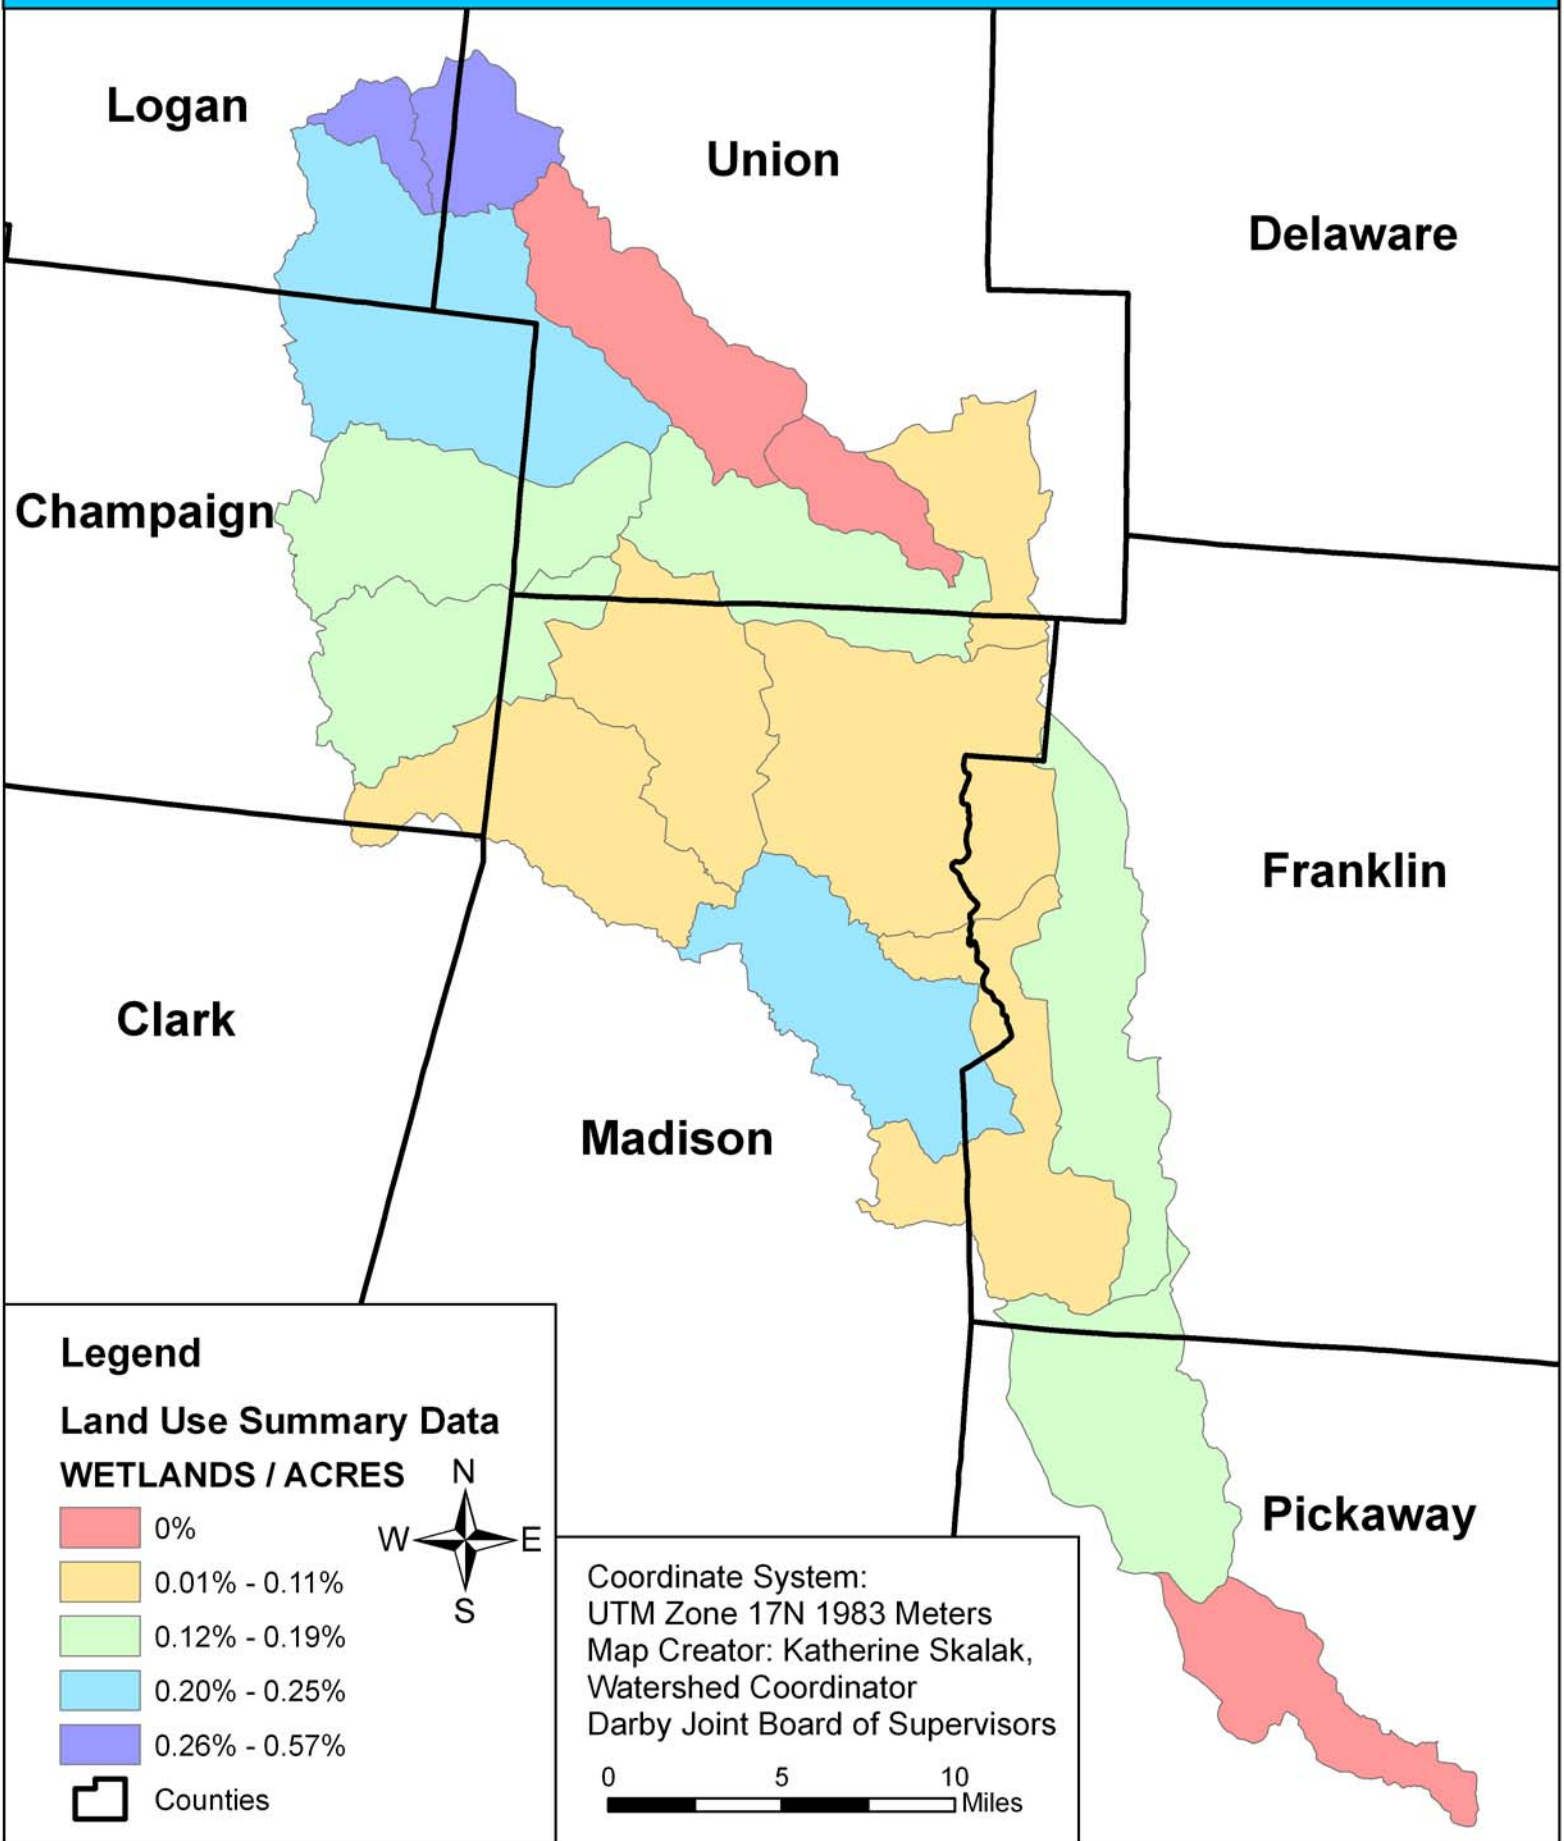 Logan
Union
Delaware
Champaign
Franklin
Clark
Madison
Pickaway
Legend
Land Use Summary Data
WETLANDS / ACRES
0%
0.01% - 0.11%
0.12% - 0.19%
0.20% - 0.25%
0.26% - 0.57%
Counties
N
W E
S
Coordinate System:
UTM Zone 17N 1983 Meters
Map Creator: Katherine Skalak,
Watershed Coordinator
Darby Joint Board of Supervisors
0 5 10
Miles